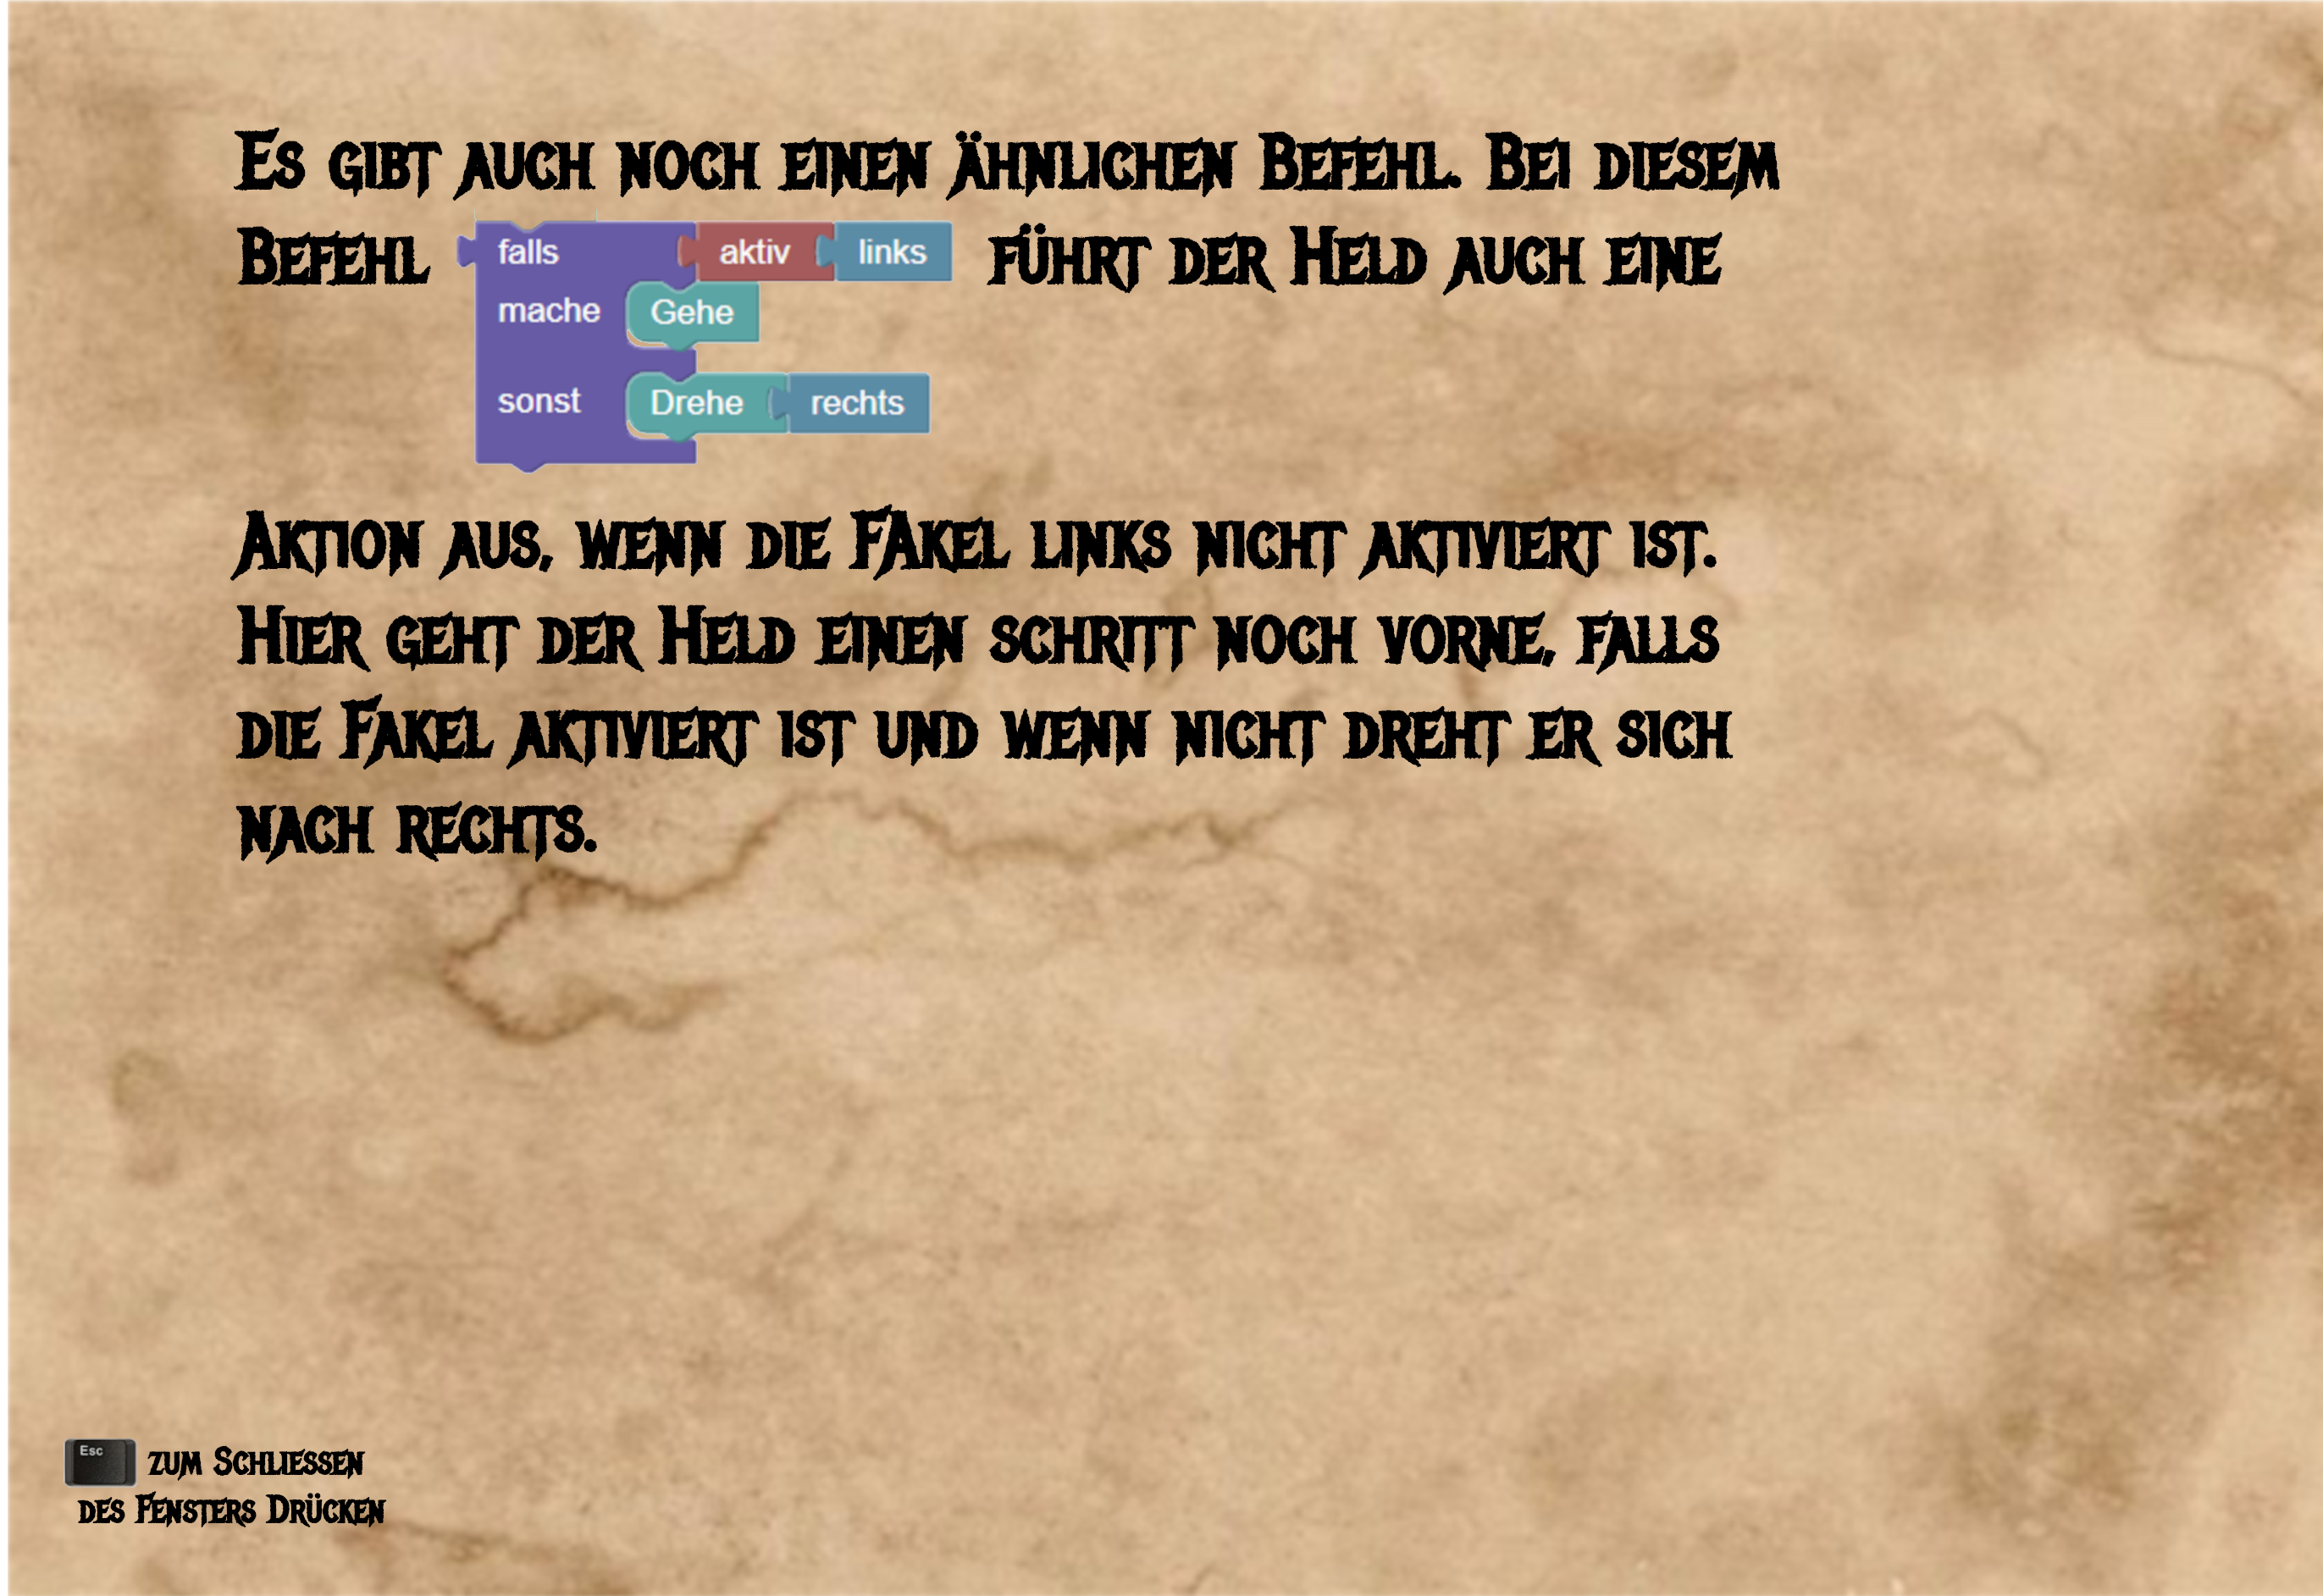 Es gibt auch noch einen ähnlichen Befehl. Bei diesem
Befehl falls aktiv links führt der Held auch eine
mache Gehe
sonst Drehe rechts
Aktion aus, wenn die FAkel links nicht aktiviert ist.
Hier geht der Held einen schritt noch vorne, falls
die Fakel aktiviert ist und wenn nicht dreht er sich
nach rechts.
Esc zum Schliessen
des Fensters Drücken